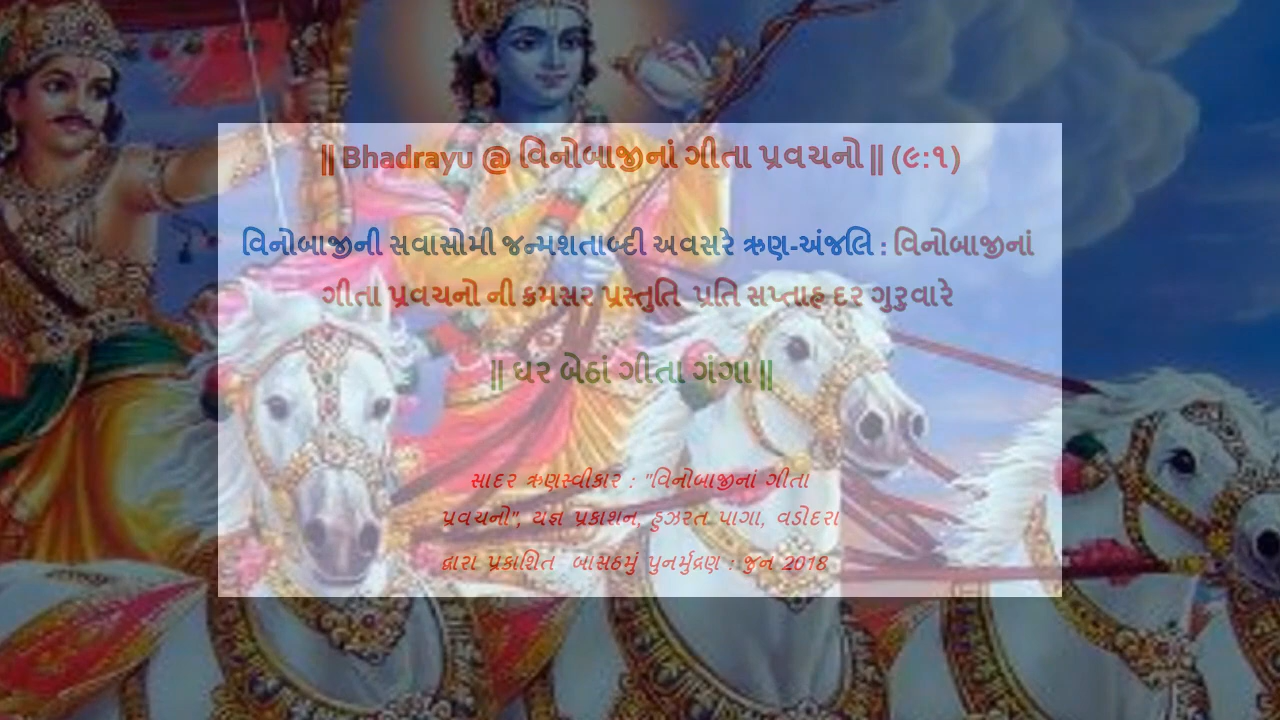 || Bhadrayu @ વિનોબાજીનાં ગીતા પ્રવચનો || (૯:૧)
વિનોબાજીની સવાસોમી જન્મશતાબ્દી અવસરે ઋણ-અંજલિ : વિનોબાજીનાં
ગીતા પ્રવચનો ની ક્રમસર પ્રસ્તુતિ પ્રતિ સપ્તાહ દર ગુરુવારે
|| ઘર બેઠાં ગીતા ગંગા ||
સાદર ઋણસ્વીકાર : "વિનોબાજીનાં ગીતા
પ્રવચનો", યજ્ઞ પ્રકાશન, હુઝરત પાગા, વડોદરા
દ્વારા પ્રકાશિત બાસઠમું પુનર્મુદ્રણ : જુન 2018